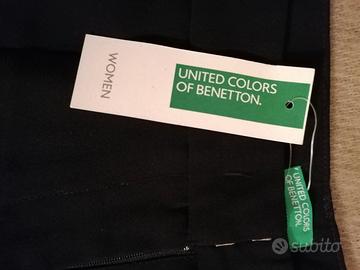 WOMEN
UNITED COLORS
OF BENETTON.
UNITED COLORS
OF BENETTON.
subito